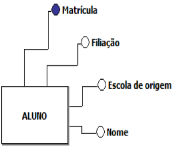 Matrícula
Filiação
Escola de origem
ALUNO
Nome